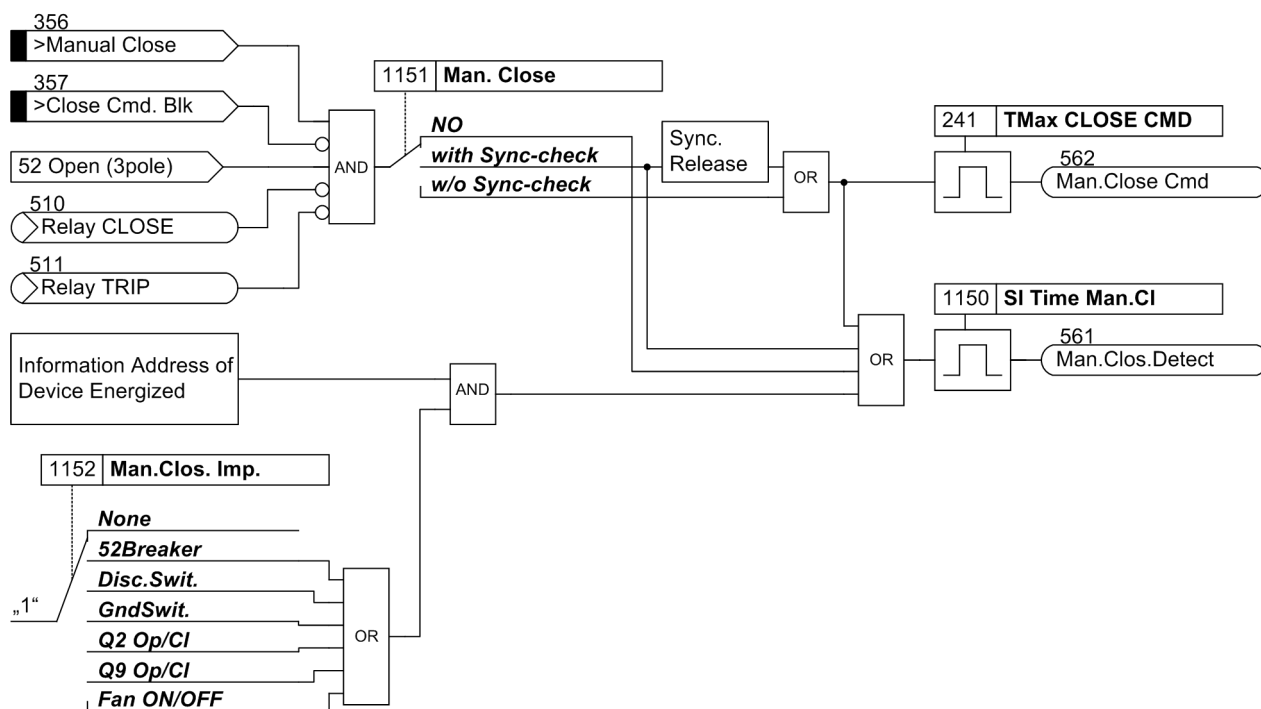 356
>Manual Close
357
>Close Cmd. Blk
52 Open (3pole)
510
Relay CLOSE
511
Relay TRIP
AND
1151 Man. Close
NO
with Sync-check
w/o Sync-check
Sync.
Release
OR
241 TMax CLOSE CMD
562
Man.Close Cmd
1150 SI Time Man.Cl
561
Man.Clos.Detect
OR
Information Address of
Device Energized
AND
1152 Man.Clos. Imp.
None
52Breaker
Disc.Swit.
GndSwit.
Q2 Op/Cl
Q9 Op/Cl
Fan ON/OFF
„1“
OR